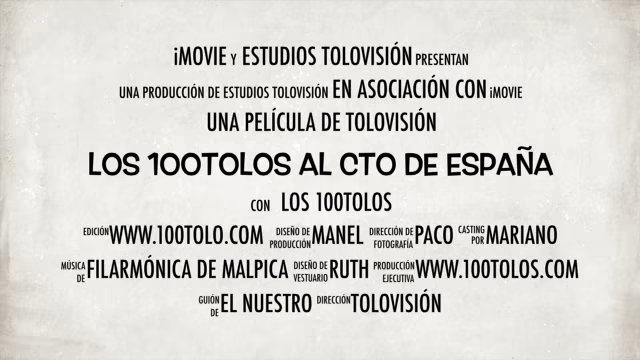 iMOVIE Y ESTUDIOS TOLOVISIÓN PRESENTAN
UNA PRODUCCIÓN DE ESTUDIOS TOLOVISIÓN EN ASOCIACIÓN CON iMOVIE
UNA PELÍCULA DE TOLOVISIÓN
LOS 100TOLOS AL CTO DE ESPAÑA
CON LOS 100TOLOS
EDICIÓN WWW.100TOLO.COM DISEÑO DE PRODUCCIÓN MANEL DIRECCIÓN DE FOTOGRAFÍA PACO CASTING POR MARIANO
MÚSICA DE FILARMÓNICA DE MALPICA DISEÑO DE VESTUARIO RUTH PRODUCCIÓN EJECUTIVA WWW.100TOLOS.COM
GUIÓN DE EL NUESTRO DIRECCIÓN TOLOVISIÓN